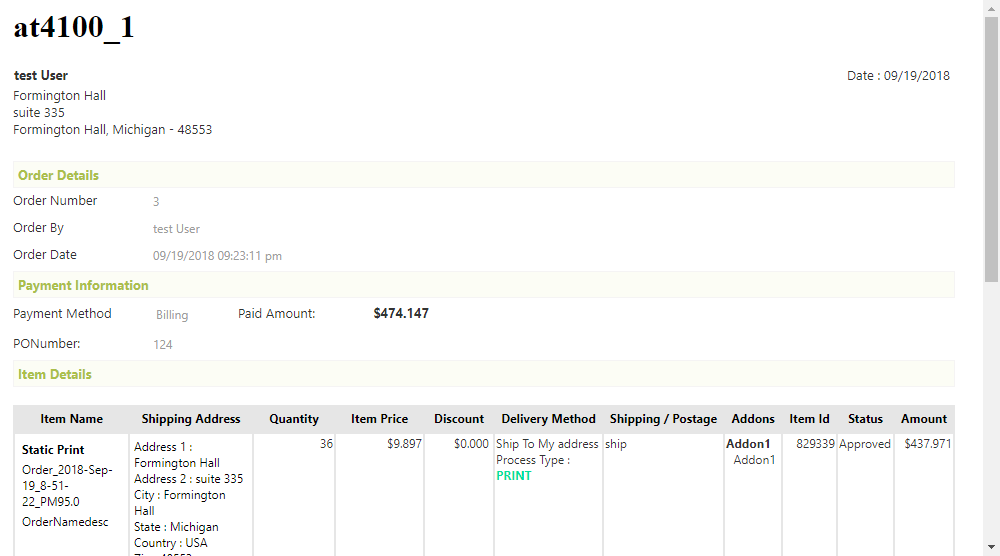 at4100_1
test User
Date : 09/19/2018
Formington Hall
suite 335
Formington Hall, Michigan - 48553
Order Details
Order Number 3
Order By test User
Order Date 09/19/2018 09:23:11 pm
Payment Information
Payment Method Billing Paid Amount: $474.147
PONumber: 124
Item Details
Item Name Shipping Address Quantity Item Price Discount Delivery Method Shipping / Postage Addons Item Id Status Amount
Static Print
Order_2018-Sep-
19_8-51-
22_PM95.0
OrderNamedesc
Address 1 :
Formington Hall
Address 2 : suite 335
City : Formington
Hall
State : Michigan
Country : USA
36
$9.897
$0.000
Ship To My address
Process Type :
PRINT
ship
Addon1
Addon1
829339
Approved
$437.971